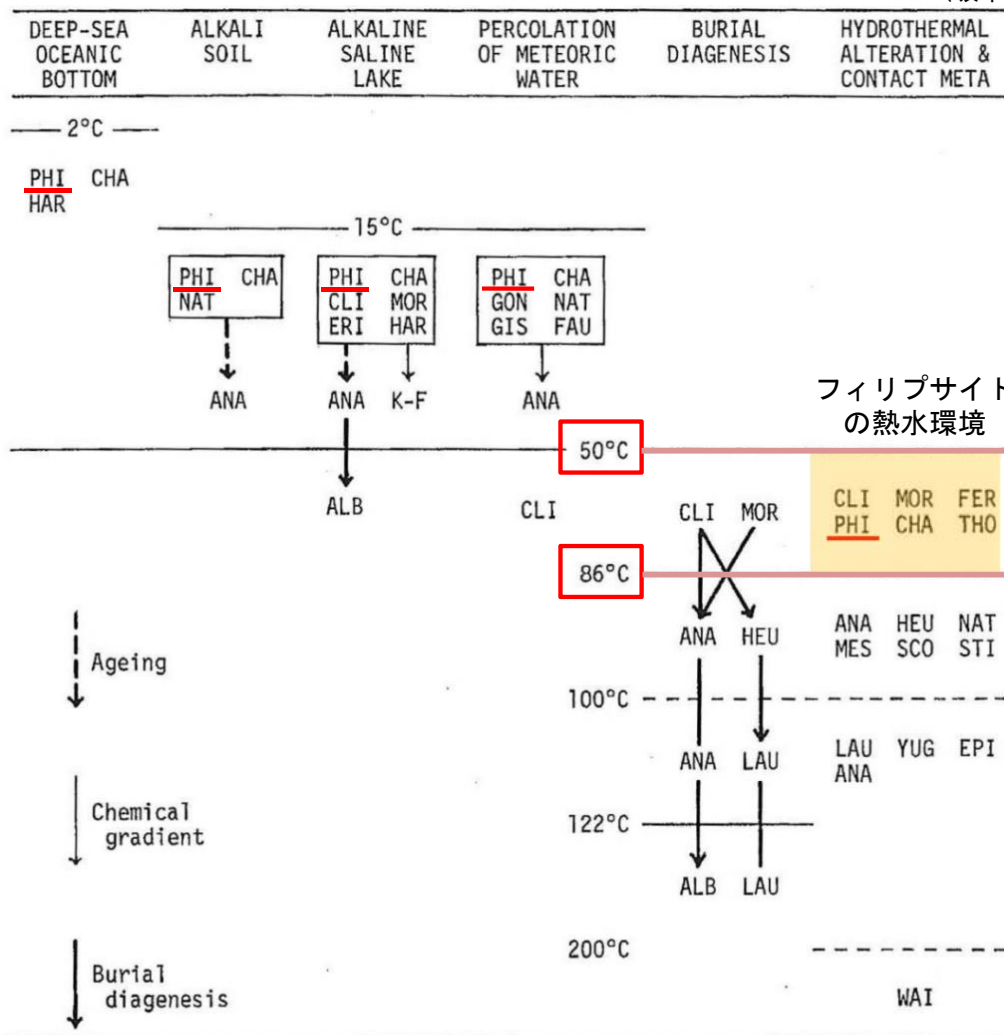 DEEP-SEA OCEANIC BOTTOM
ALKALI SOIL
ALKALINE SALINE LAKE
PERCOLATION OF METEORIC WATER
BURIAL DIAGENESIS
HYDROTHERMAL ALTERATION & CONTACT META
2°C
PHI CHA
HAR
15°C
PHI CHA
NAT
PHI CHA
CLI MOR
ERI HAR
PHI CHA
GON NAT
GIS FAU
ANA
ANA K-F
ANA
フィリプサイト
の熱水環境
50°C
ALB
CLI
CLI MOR
CLI MOR FER
PHI CHA THO
86°C
Ageing
ANA HEU
ANA HEU NAT
MES SCO STI
100°C
ANA LAU
LAU YUG EPI
ANA
Chemical
gradient
122°C
ALB LAU
200°C
Burial
diagenesis
WAI